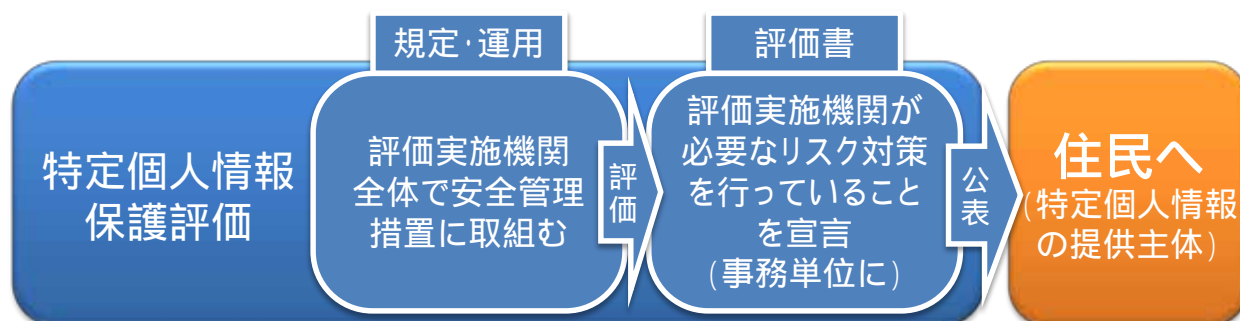 特定個人情報
保護評価
規定・運用
評価実施機関
全体で安全管理
措置に取組む
評価
評価書
評価実施機関が
必要なリスク対策
を行っていること
を宣言
(事務単位に)
公表
住民へ
(特定個人情報
の提供主体)